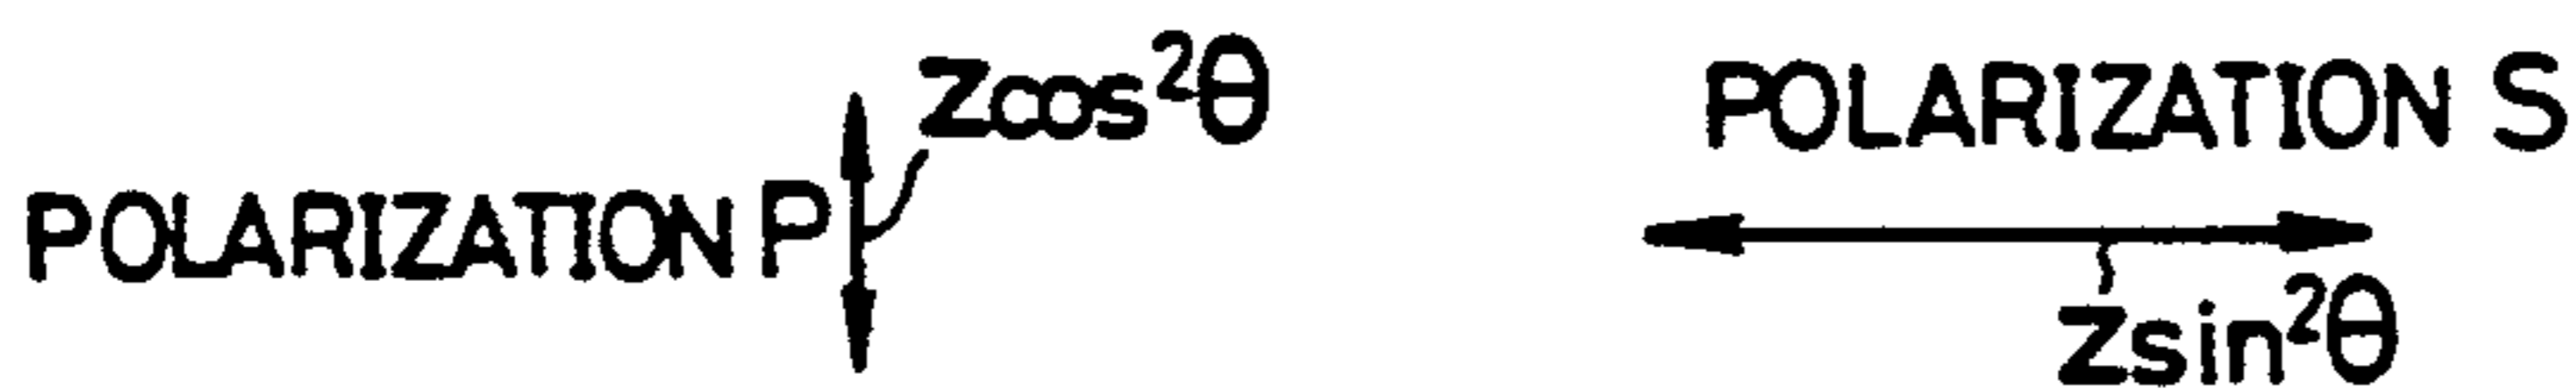 POLARIZATION P
Zcos²θ
POLARIZATION S
Zsin²θ